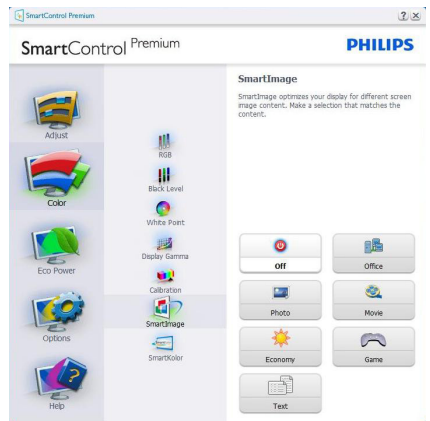 SmartControl Premium
SmartControl Premium
PHILIPS
Adjust
Color
Eco Power
Options
Help
RGB
Black Level
White Point
Display Gamma
Calibration
SmartImage
SmartKolor
SmartImage
SmartImage optimizes your display for different screen
image content. Make a selection that matches the
content.
Off
Office
Photo
Movie
Economy
Game
Text